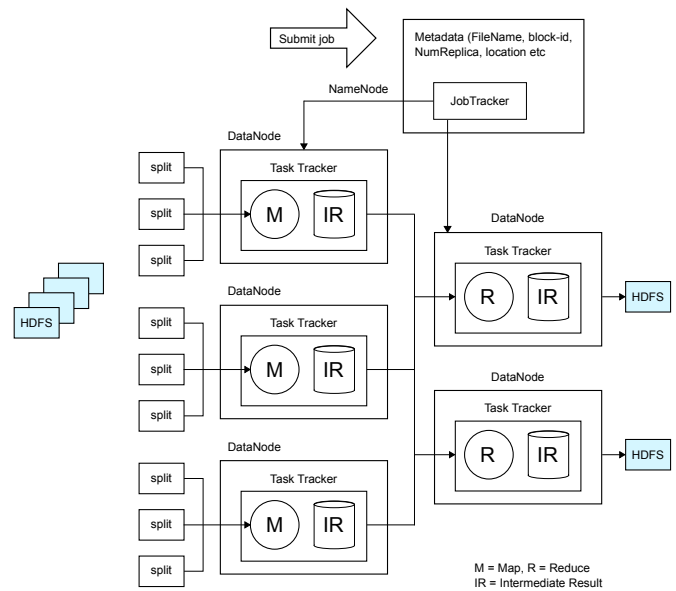 Submit job
Metadata (FileName, block-id,
NumReplica, location etc
NameNode
JobTracker
DataNode
Task Tracker
split
split
split
M
IR
DataNode
Task Tracker
R
IR
HDFS
HDFS
DataNode
Task Tracker
split
split
split
M
IR
DataNode
Task Tracker
R
IR
HDFS
DataNode
Task Tracker
split
split
split
M
IR
M = Map, R = Reduce
IR = Intermediate Result